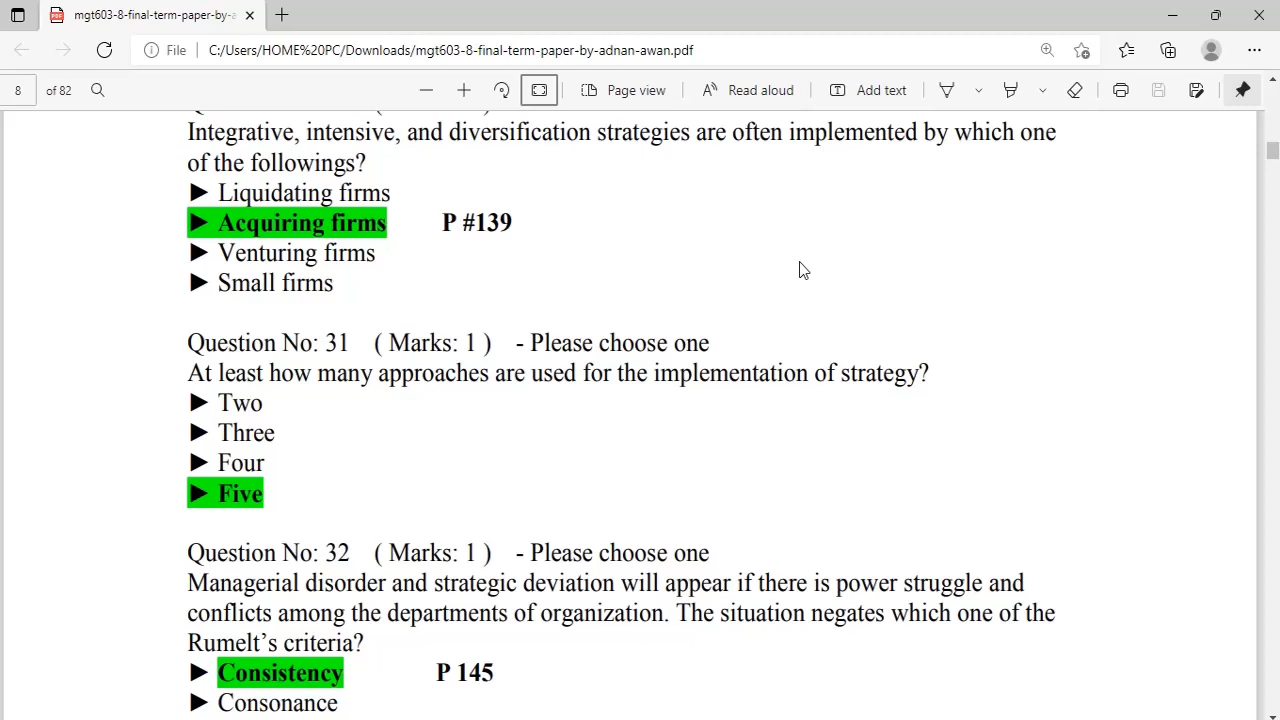 mgt603-8-final-term-paper-by-a
File
C:/Users/HOME%20PC/Downloads/mgt603-8-final-term-paper-by-adnan-awan.pdf
8 of 82
Page view
Read aloud
Add text
Integrative, intensive, and diversification strategies are often implemented by which one
of the followings?
► Liquidating firms
► Acquiring firms P #139
► Venturing firms
► Small firms
Question No: 31 ( Marks: 1 ) - Please choose one
At least how many approaches are used for the implementation of strategy?
► Two
► Three
► Four
► Five
Question No: 32 ( Marks: 1 ) - Please choose one
Managerial disorder and strategic deviation will appear if there is power struggle and
conflicts among the departments of organization. The situation negates which one of the
Rumelt’s criteria?
► Consistency P 145
► Consonance